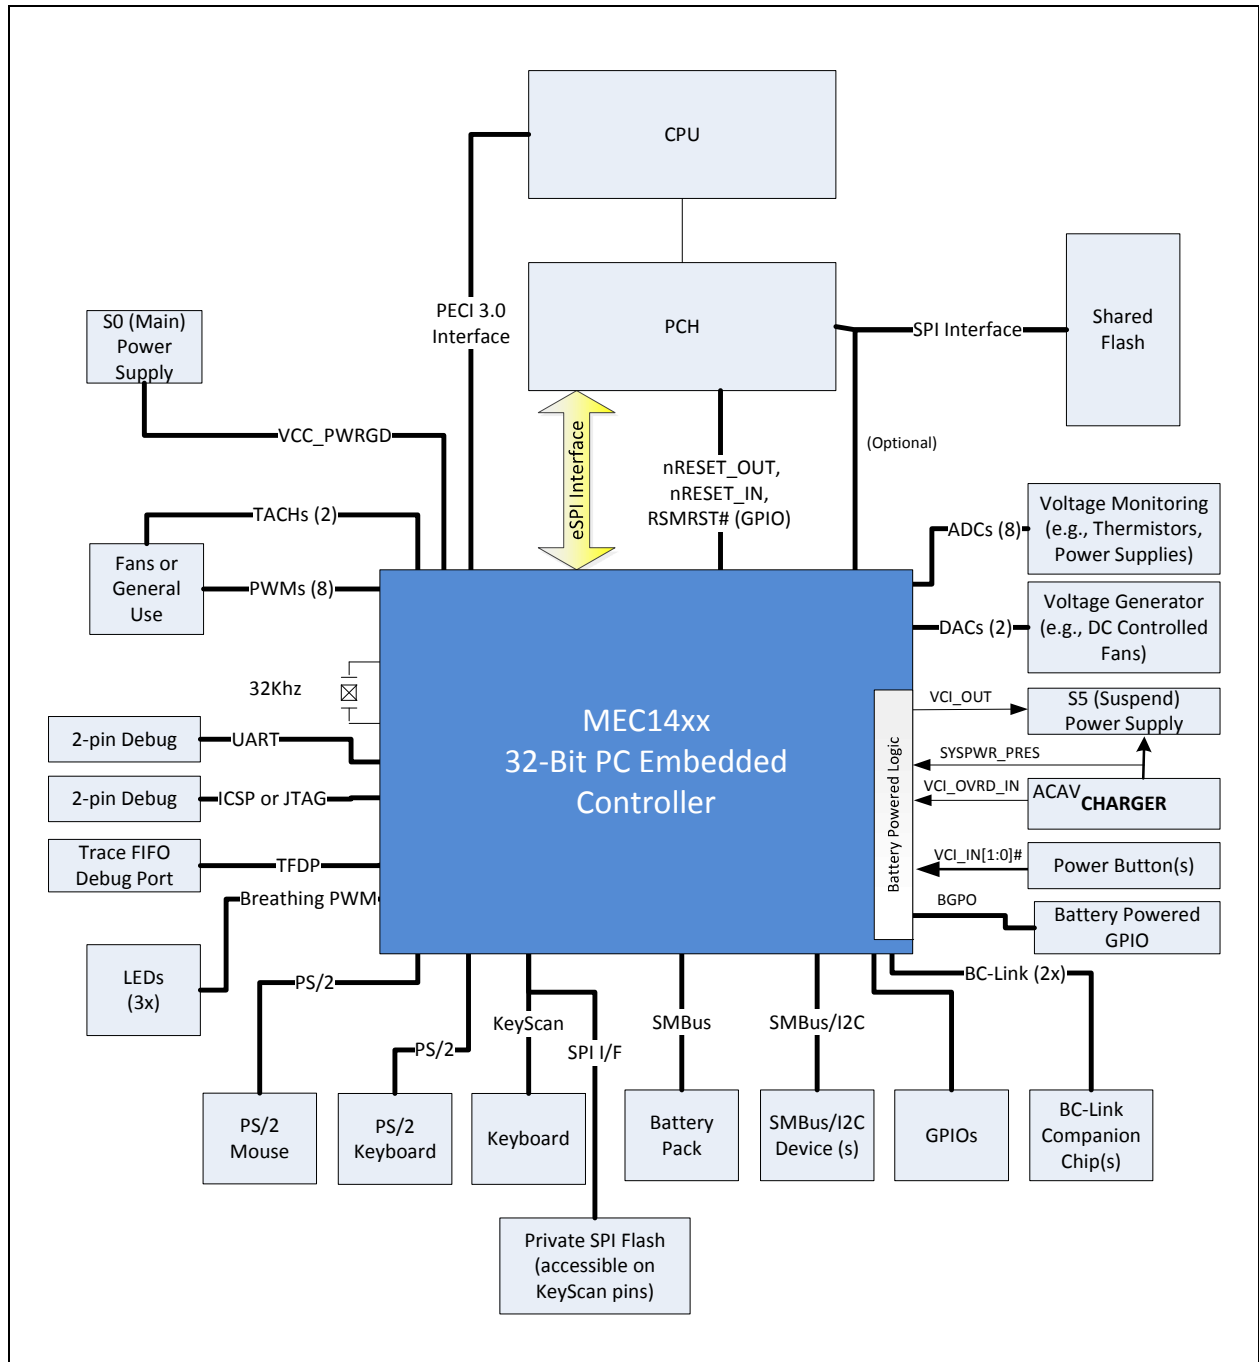 CPU
PECI 3.0
Interface
PCH
SPI Interface
Shared
Flash
S0 (Main)
Power
Supply
VCC_PWRGD
eSPI Interface
nRESET_OUT,
nRESET_IN,
RSMRST# (GPIO)
(Optional)
TACHs (2)
Fans or
General
Use
PWMs (8)
ADCs (8)
Voltage Monitoring
(e.g., Thermistors,
Power Supplies)
DACs (2)
Voltage Generator
(e.g., DC Controlled
Fans)
32Khz
MEC14xx
32-Bit PC Embedded
Controller
Battery Powered Logic
VCI_OUT
S5 (Suspend)
Power Supply
SYSPWR_PRES
VCI_OVRD_IN
ACAV
CHARGER
VCI_IN[1:0]#
Power Button(s)
BGPO
Battery Powered
GPIO
2-pin Debug
UART
2-pin Debug
ICSP or JTAG
Trace FIFO
Debug Port
TFDP
Breathing PWM
LEDs
(3x)
PS/2
PS/2
KeyScan
SPI I/F
SMBus
SMBus/I2C
BC-Link (2x)
PS/2
Mouse
PS/2
Keyboard
Keyboard
Battery
Pack
SMBus/I2C
Device (s)
GPIOs
BC-Link
Companion
Chip(s)
Private SPI Flash
(accessible on
KeyScan pins)